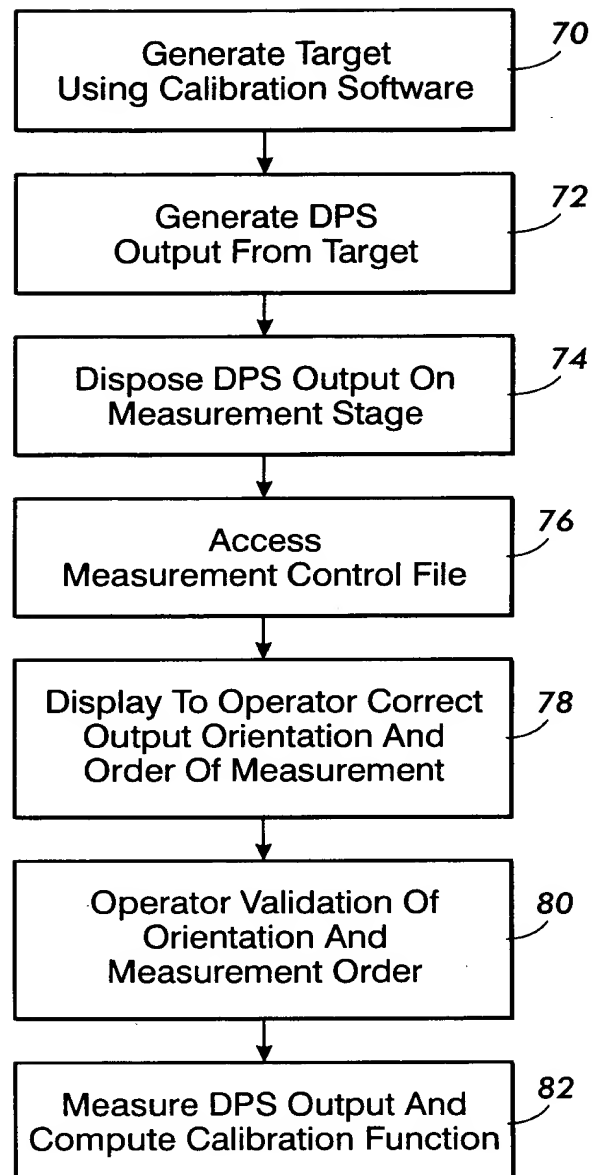 70
Generate Target
Using Calibration Software
72
Generate DPS
Output From Target
74
Dispose DPS Output On
Measurement Stage
76
Access
Measurement Control File
78
Display To Operator Correct
Output Orientation And
Order Of Measurement
80
Operator Validation Of
Orientation And
Measurement Order
82
Measure DPS Output And
Compute Calibration Function